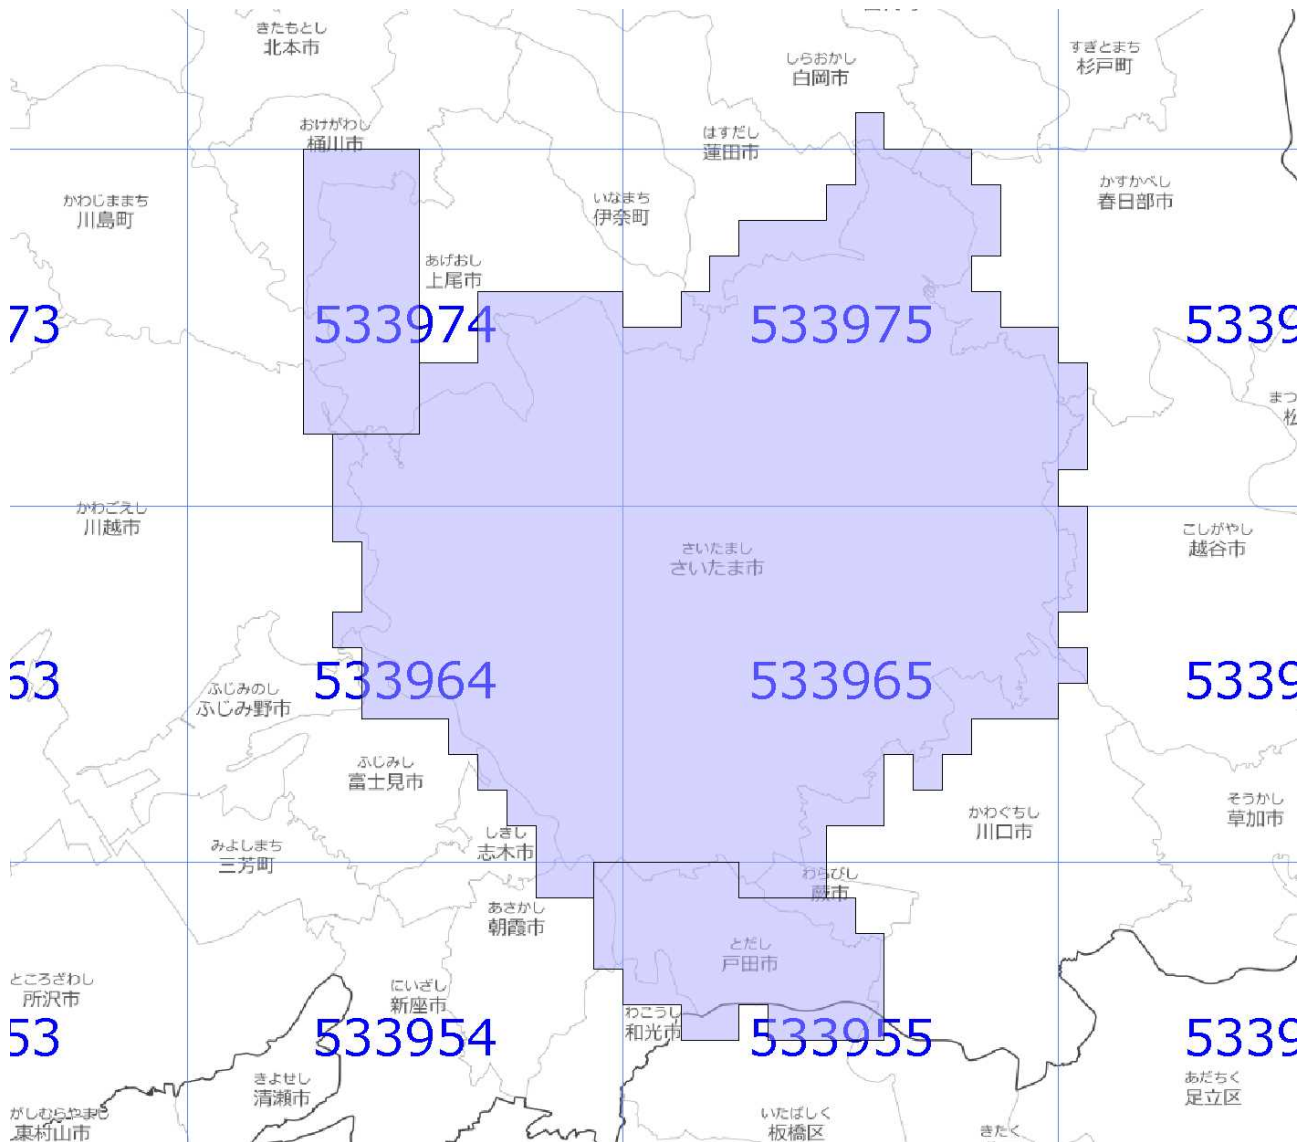 きたもとし
北本市
しらおかし
白岡市
すぎとまち
杉戸町
おけがわし
桶川市
はすだし
蓮田市
かわじままち
川島町
いなまち
伊奈町
かすかべし
春日部市
あげおし
上尾市
73
533974
533975
5339
まつ
松
かわごえし
川越市
さいたまし
さいたま市
こしがやし
越谷市
63
533964
533965
5339
ふじみのし
ふじみ野市
ふじみし
富士見市
そうかし
草加市
かわぐちし
川口市
しきし
志木市
みよしまち
三芳町
わらびし
蕨市
あさかし
朝霞市
とだし
戸田市
ところざわし
所沢市
にいざし
新座市
わこうし
和光市
53
533954
533955
5339
きよせし
清瀬市
あだちく
足立区
がしむらやまし
東村山市
いたばしく
板橋区
きたく